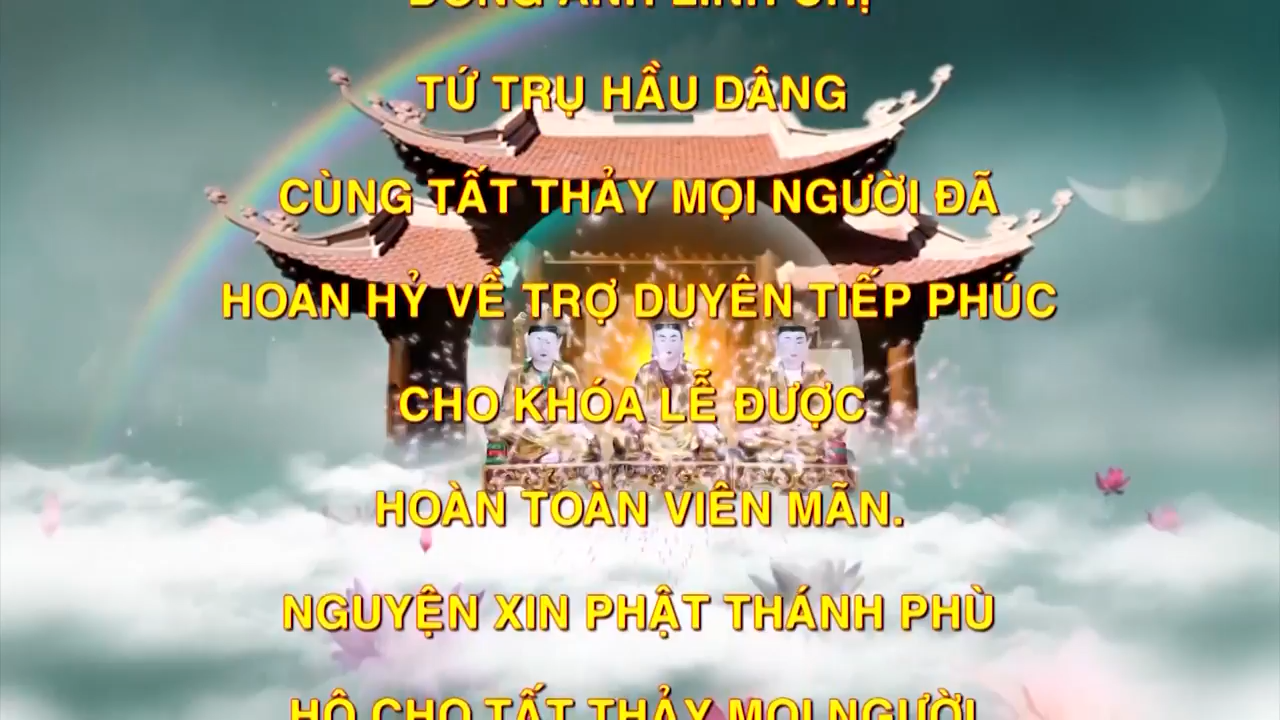 ĐỒNG ANH LINH CHỊ
TỨ TRỤ HẦU DÂNG
CÙNG TẤT THẢY MỌI NGƯỜI ĐÃ
HOAN HỶ VỀ TRỢ DUYÊN TIẾP PHÚC
CHO KHÓA LỄ ĐƯỢC
HOÀN TOÀN VIÊN MÃN.
NGUYỆN XIN PHẬT THÁNH PHÙ
HỘ CHO TẤT THẢY MỌI NGƯỜI